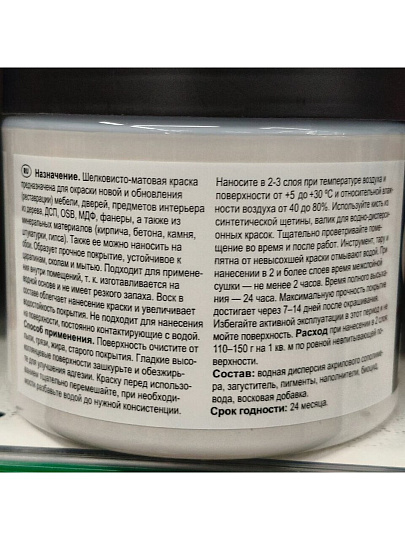 RU Назначение. Шелковисто-матовая краска
предназначена для окраски новой и обновления
(реставрации) мебели, дверей, предметов интерьера
из дерева, ДСП, OSB, МДФ, фанеры, а также из
минеральных материалов (кирпича, бетона, камня,
штукатурки, гипса). Также ее можно наносить на
обои. Образует прочное покрытие, устойчивое к
царапинам, сколам и мытью. Подходит для примене-
ния внутри помещений, т. к. изготавливается на
водной основе и не имеет резкого запаха. Воск в
составе облегчает нанесение краски и увеличивает
изностойкость покрытия. Не подходит для нанесения
на поверхности, постоянно контактирующие с водой.
Способ применения. Поверхность очистите от
пыли, грязи, жира, старого покрытия. Гладкие высо-
коглянцевые поверхности зашкурьте и обезжирь-
те для улучшения адгезии. Краску перед использо-
ванием тщательно перемешайте, при необходи-
мости разбавьте водой до нужной консистенции.
Наносите в 2-3 слоя при температуре воздуха и
поверхности от +5 до +30 ºС и относительной влаж-
ности воздуха от 40 до 80%. Используйте кисть из
синтетической щетины, валик для водно-дисперси-
онных красок. Тщательно проветривайте поме-
щение во время и после работ. Инструмент, тару и
пятна от невысохшей краски отмывают водой. При
нанесении в 2 и более слоев время межслойной
сушки — не менее 2 часов. Время полного высыха-
ния — 24 часа. Максимальную прочность покрытие
достигает через 7–14 дней после окрашивания.
Избегайте активной эксплуатации в этот период и не
мойте поверхность. Расход при нанесении в 2 слоя:
110–150 г на 1 кв. м по ровной невпитывающей по-
верхности.
Состав: водная дисперсия акрилового сополиме-
ра, загуститель, пигменты, наполнители, биоцид,
вода, восковая добавка.
Срок годности: 24 месяца.